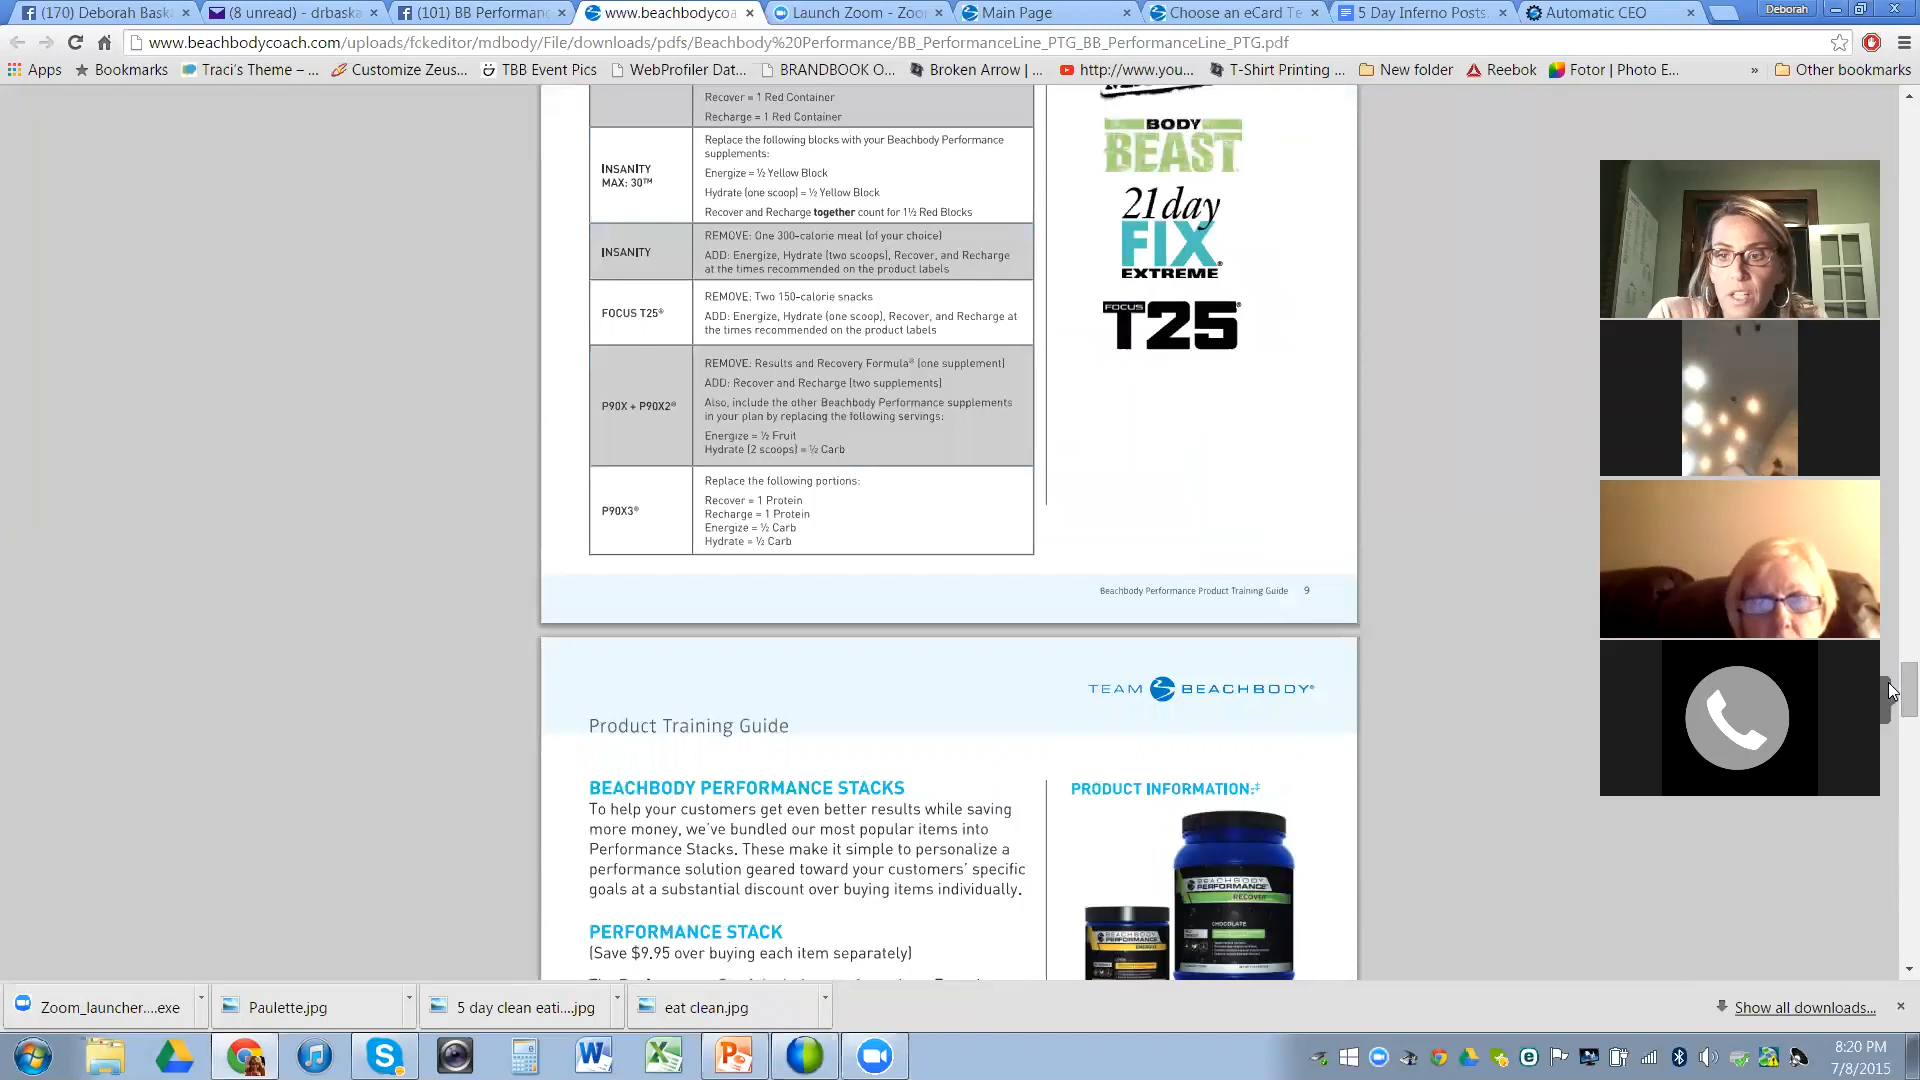 (170) Deborah Bask
(8 unread) - drbaska
(101) BB Performan
www.beachbodycoa
Launch Zoom - Zoo
Main Page
Choose an eCard Te
5 Day Inferno Posts.
Automatic CEO
Deborah
www.beachbodycoach.com/uploads/fckeditor/mdbody/File/downloads/pdfs/Beachbody%20Performance/BB_PerformanceLine_PTG_BB_PerformanceLine_PTG.pdf
Apps
Bookmarks
Traci's Theme – ...
Customize Zeus...
TBB Event Pics
WebProfiler Dat...
BRANDBOOK O...
Broken Arrow | ...
http://www.you...
T-Shirt Printing ...
New folder
Reebok
Fotor | Photo E...
»
Other bookmarks
Recover = 1 Red Container
Recharge = 1 Red Container
INSANITY
MAX: 30™
Replace the following blocks with your Beachbody Performance
supplements:
Energize = ½ Yellow Block
Hydrate (one scoop) = ½ Yellow Block
Recover and Recharge together count for 1½ Red Blocks
INSANITY
REMOVE: One 300-calorie meal (of your choice)
ADD: Energize, Hydrate (two scoops), Recover, and Recharge
at the times recommended on the product labels
FOCUS T25®
REMOVE: Two 150-calorie snacks
ADD: Energize, Hydrate (one scoop), Recover, and Recharge at
the times recommended on the product labels
P90X + P90X2®
REMOVE: Results and Recovery Formula® (one supplement)
ADD: Recover and Recharge (two supplements)
Also, include the other Beachbody Performance supplements
in your plan by replacing the following servings:
Energize = ½ Fruit
Hydrate (2 scoops) = ½ Carb
P90X3®
Replace the following portions:
Recover = 1 Protein
Recharge = 1 Protein
Energize = ½ Carb
Hydrate = ½ Carb
BODY
BEAST
21 day
FIX
EXTREME®
FOCUS
T25®
Beachbody Performance Product Training Guide 9
TEAM BEACHBODY®
Product Training Guide
BEACHBODY PERFORMANCE STACKS
To help your customers get even better results while saving
more money, we've bundled our most popular items into
Performance Stacks. These make it simple to personalize a
performance solution geared toward your customers' specific
goals at a substantial discount over buying items individually.
PERFORMANCE STACK
(Save $9.95 over buying each item separately)
PRODUCT INFORMATION:‡
BEACHBODY
PERFORMANCE
RECOVER
CHOCOLATE
BEACHBODY
PERFORMANCE
ENERGIZE
Zoom_launcher....exe
Paulette.jpg
5 day clean eati....jpg
eat clean.jpg
Show all downloads...
8:20 PM
7/8/2015